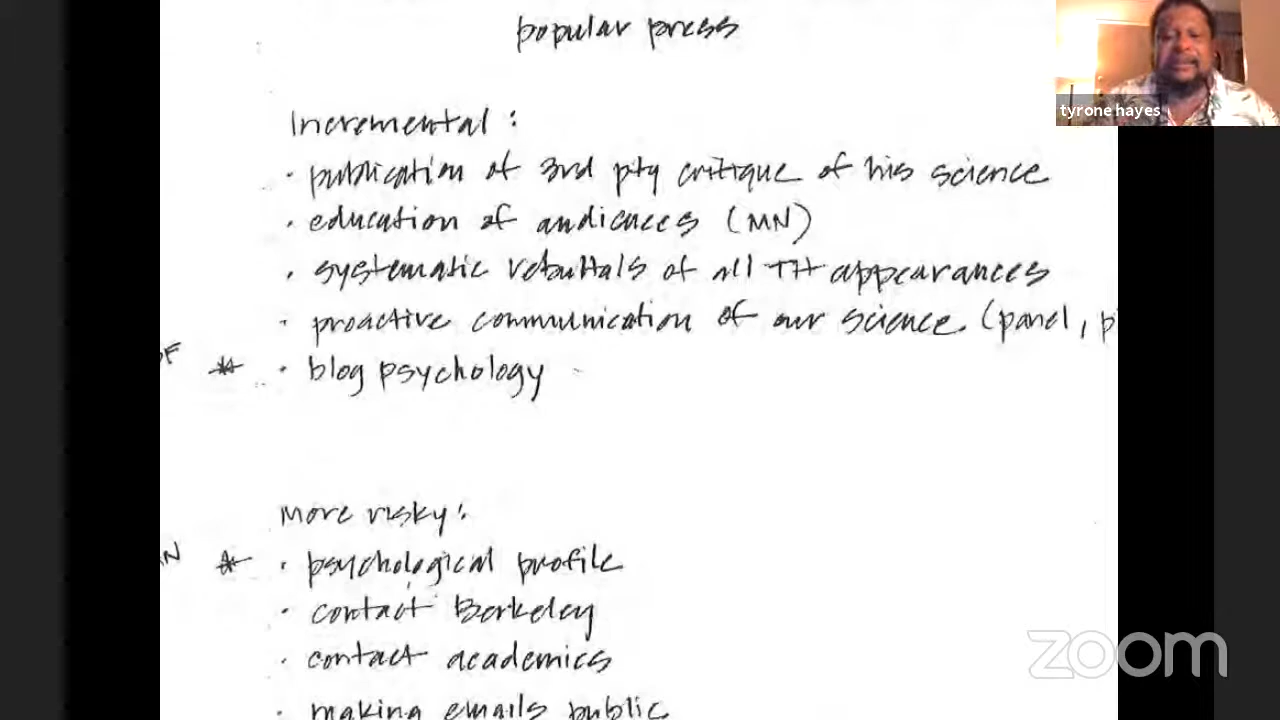 popular press
tyrone hayes
Incremental:
· publication of 3rd pty critique of his science
· education of audiences (MN)
· systematic rebuttals of all TH appearances
· proactive communication of our science. (panel, p
F * · blog psychology
More risky:
N * · psychological profile
· contact Berkeley
· contact academics
· making emails public
zoom